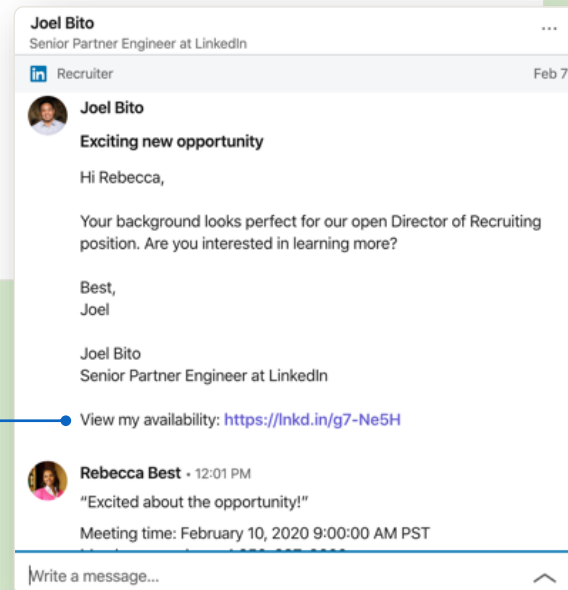 Joel Bito
...
Senior Partner Engineer at LinkedIn
in Recruiter Feb 7
Joel Bito
Exciting new opportunity
Hi Rebecca,
Your background looks perfect for our open Director of Recruiting
position. Are you interested in learning more?
Best,
Joel
Joel Bito
Senior Partner Engineer at LinkedIn
View my availability: https://lnkd.in/g7-Ne5H
Rebecca Best • 12:01 PM
“Excited about the opportunity!”
Meeting time: February 10, 2020 9:00:00 AM PST
Write a message...